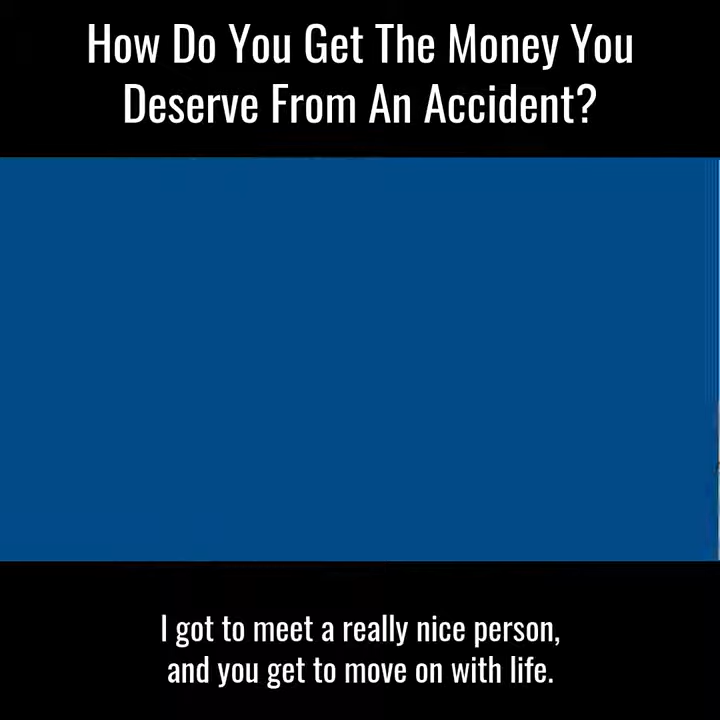 How Do You Get The Money You
Deserve From An Accident?
I got to meet a really nice person,
and you get to move on with life.